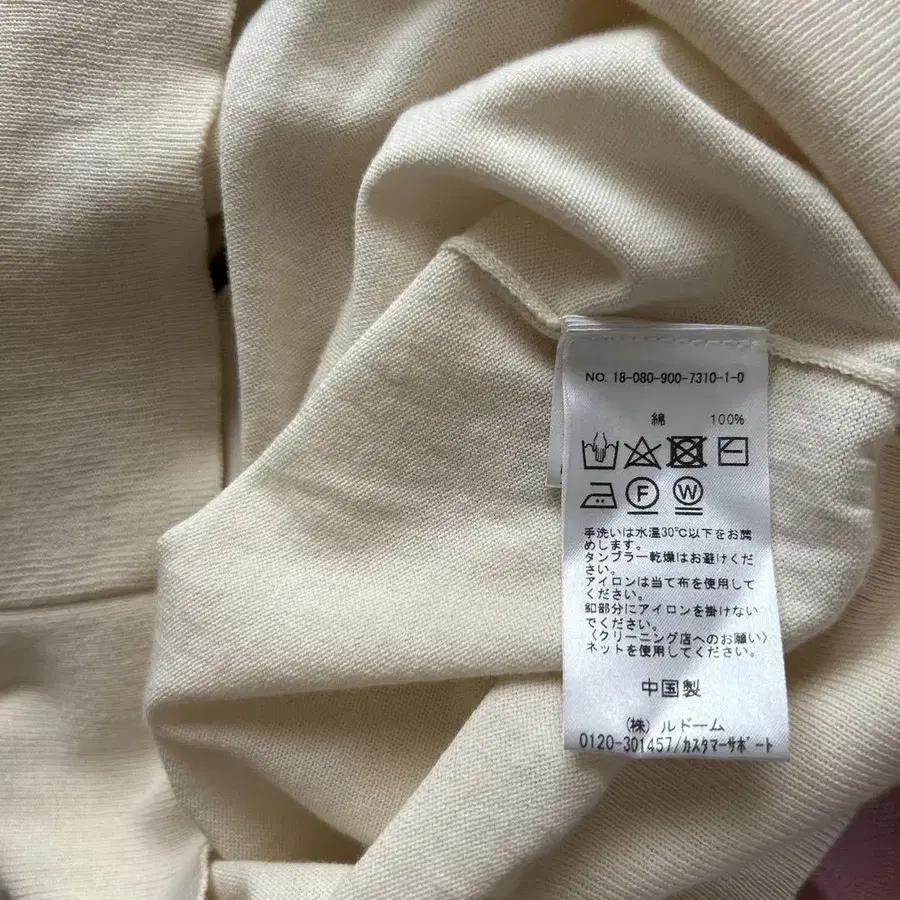 NO. 18-080-900-7310-1-0
綿 100%
F W
手洗いは水温30℃以下をお薦
めします。
タンブラー乾燥はお避けくださ
い。
アイロンは当て布を使用して
ください。
釦部分にアイロンを掛けない
でください。
〈クリーニング店へのお願い〉
ネットを使用してください。
中国製
(株) ルドーム
0120-301457/カスタマーサポート